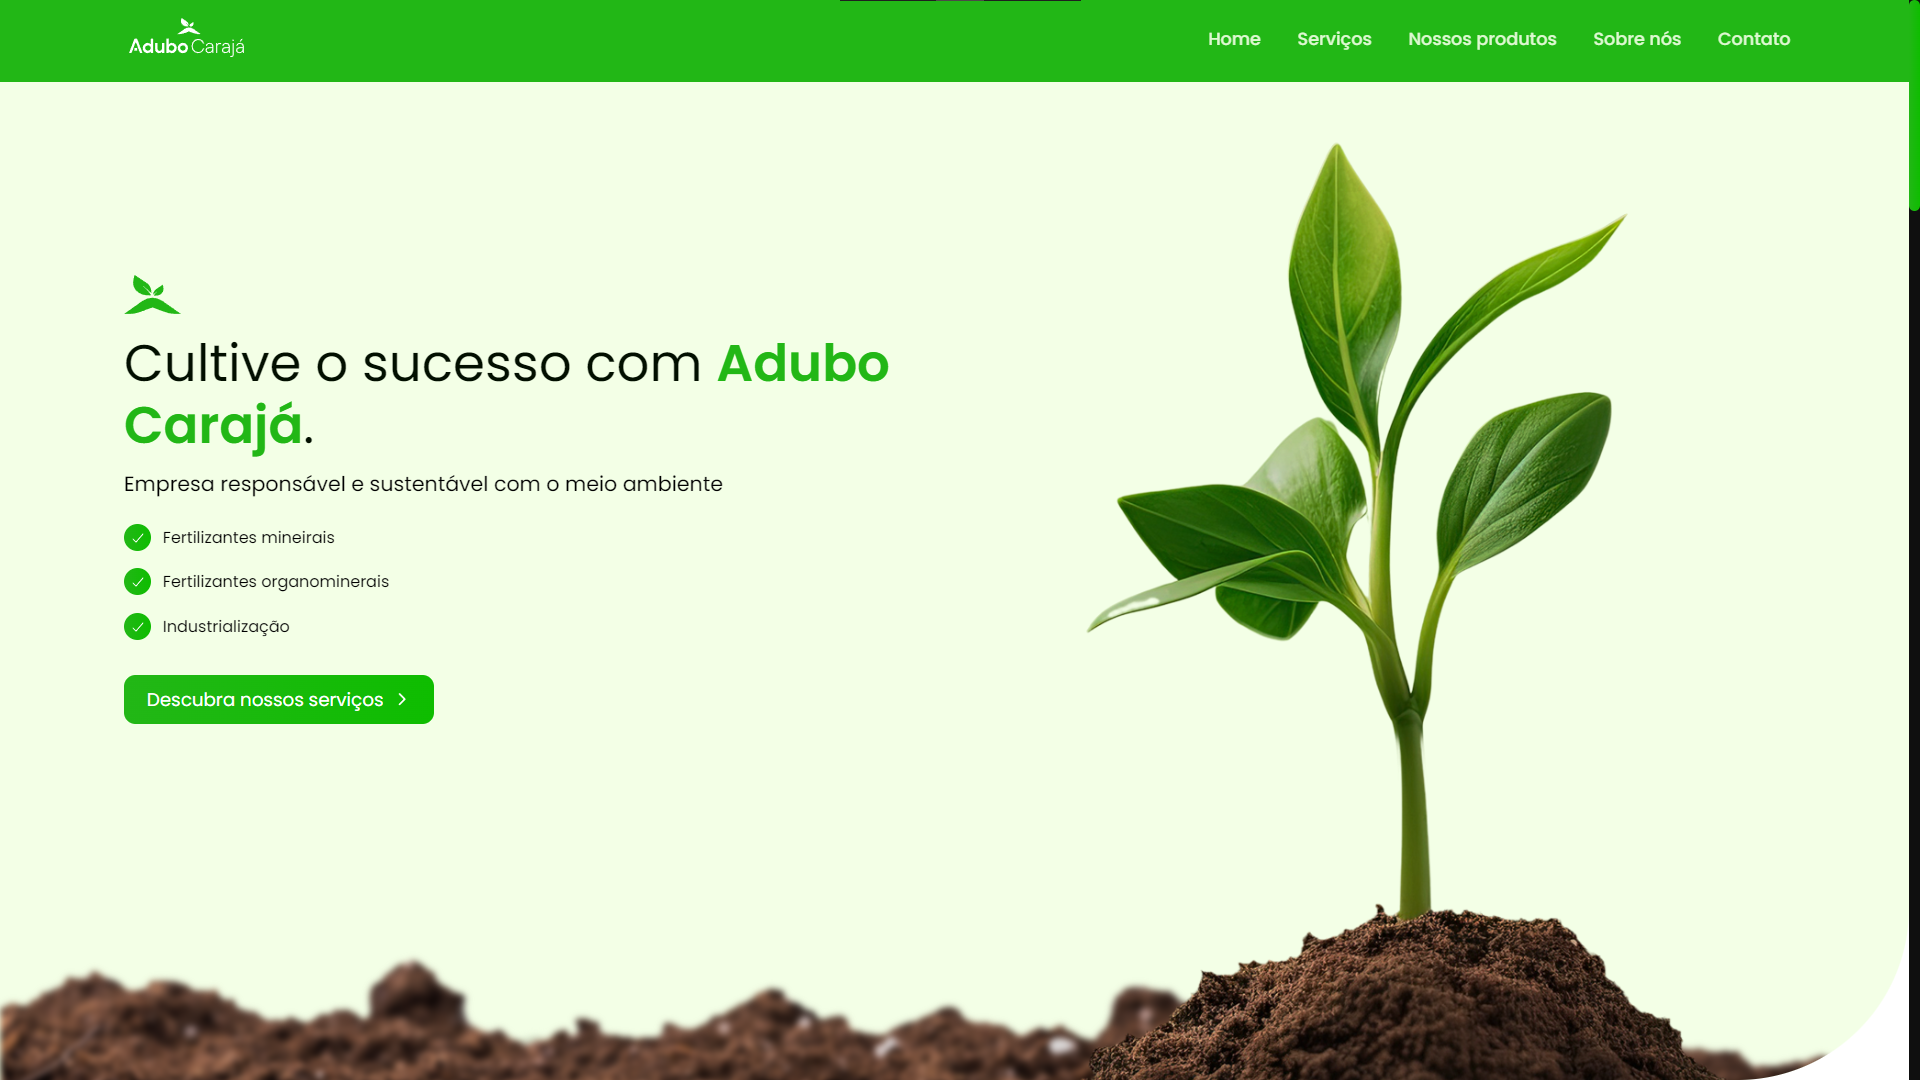 Adubo Carajá
Home
Serviços
Nossos produtos
Sobre nós
Contato
Cultive o sucesso com Adubo
Carajá.
Empresa responsável e sustentável com o meio ambiente
Fertilizantes mineirais
Fertilizantes organominerais
Industrialização
Descubra nossos serviços